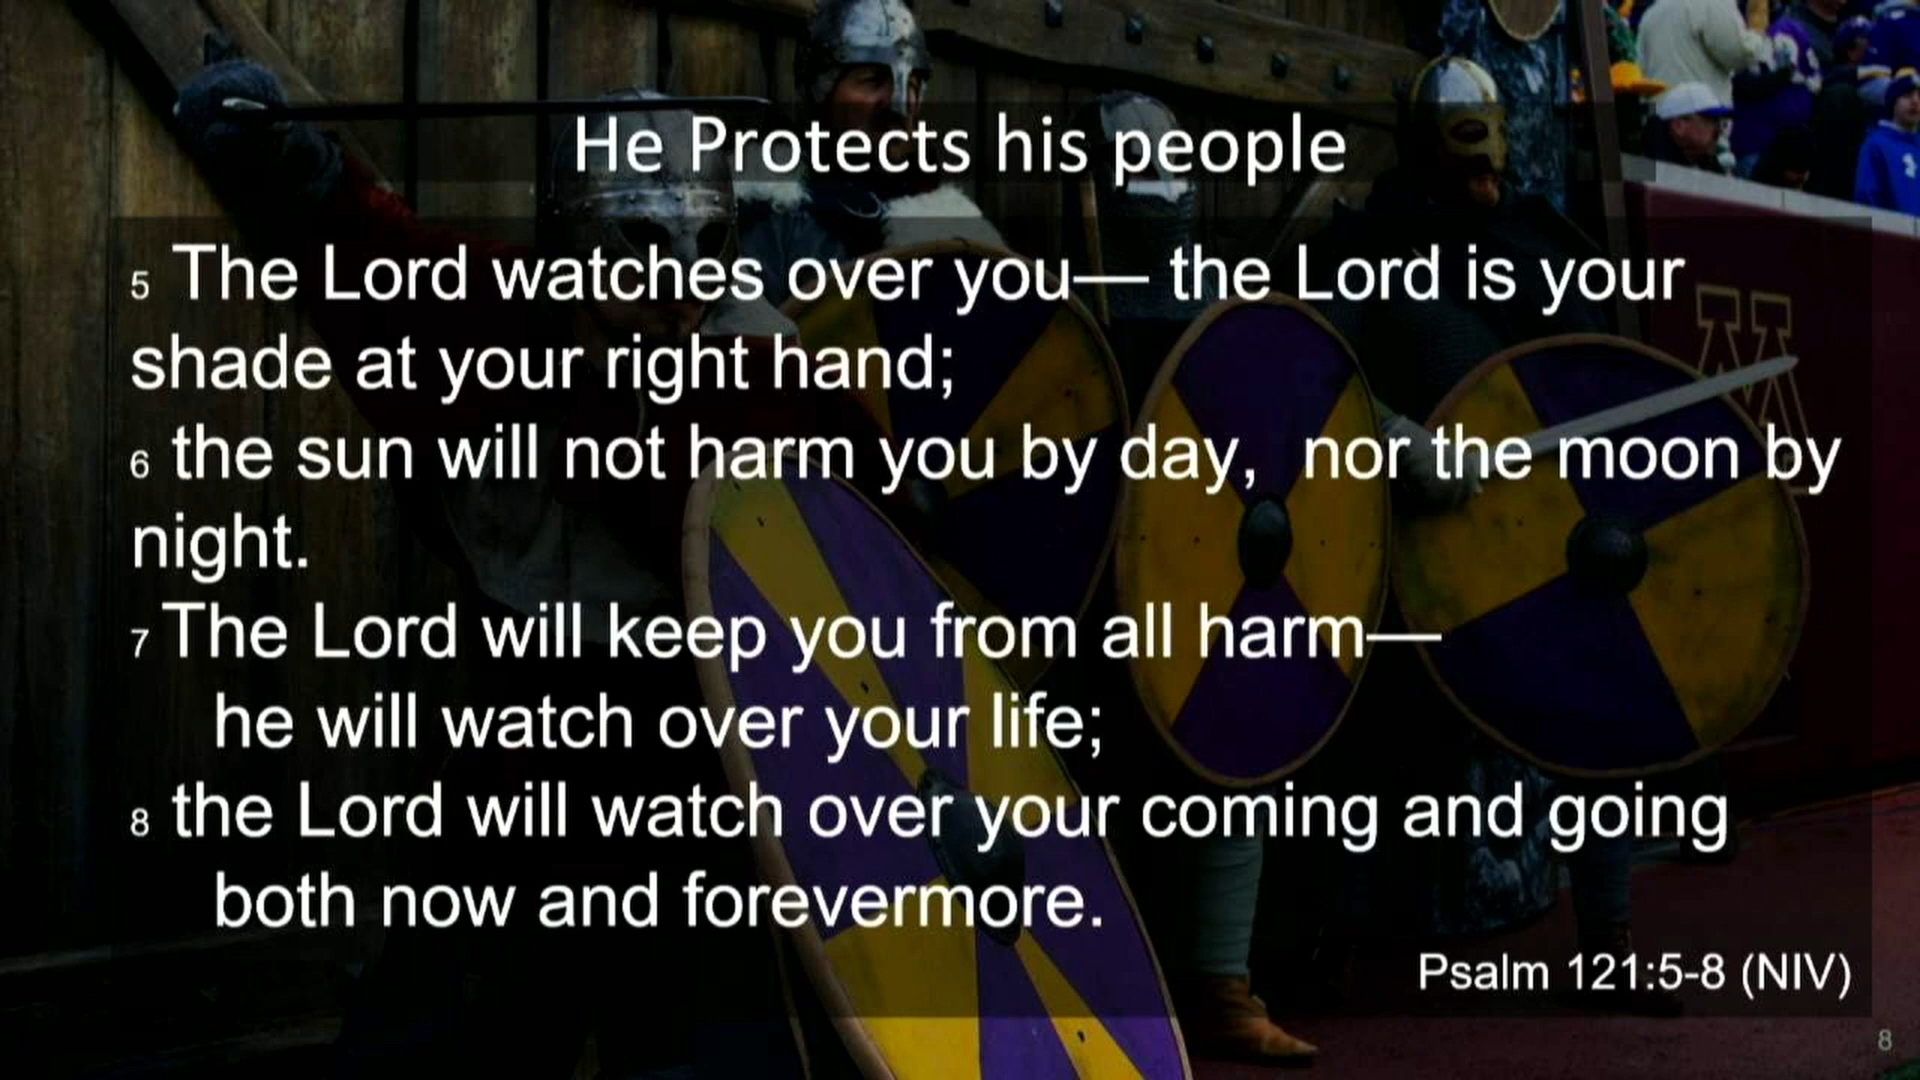 He Protects his people
5 The Lord watches over you— the Lord is your
shade at your right hand;
6 the sun will not harm you by day,  nor the moon by
night.
7 The Lord will keep you from all harm—
he will watch over your life;
8 the Lord will watch over your coming and going
both now and forevermore.
Psalm 121:5-8 (NIV)
8
M